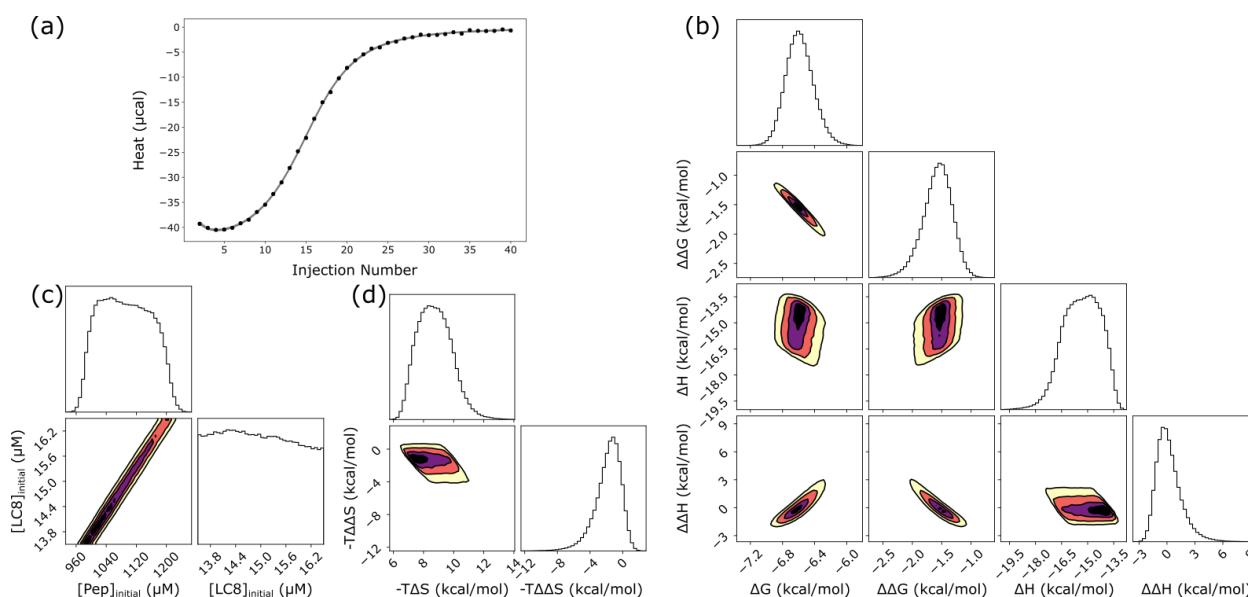 (a)
Heat (μcal)
0
−5
−10
−15
−20
−25
−30
−35
−40
5 10 15 20 25 30 35 40
Injection Number
(b)
ΔΔG (kcal/mol)
−1.0
−1.5
−2.0
−2.5
ΔH (kcal/mol)
−13.5
−15.0
−16.5
−18.0
−19.5
ΔΔH (kcal/mol)
9
6
3
0
−3
−7.2 −6.8 −6.4 −6.0
−2.5 −2.0 −1.5 −1.0
−19.5 −18.0 −16.5 −15.0 −13.5
−3 0 3 6 9
ΔG (kcal/mol) ΔΔG (kcal/mol) ΔH (kcal/mol) ΔΔH (kcal/mol)
(c)
[LC8]initial (μM)
16.2
15.6
15.0
14.4
13.8
960 1040 1120 1200
13.8 14.4 15.0 15.6 16.2
[Pep]initial (μM) [LC8]initial (μM)
(d)
-TΔΔS (kcal/mol)
0
4
−8
−12
6 8 10 12 14
−12 −8 −4 0
-TΔS (kcal/mol) -TΔΔS (kcal/mol)